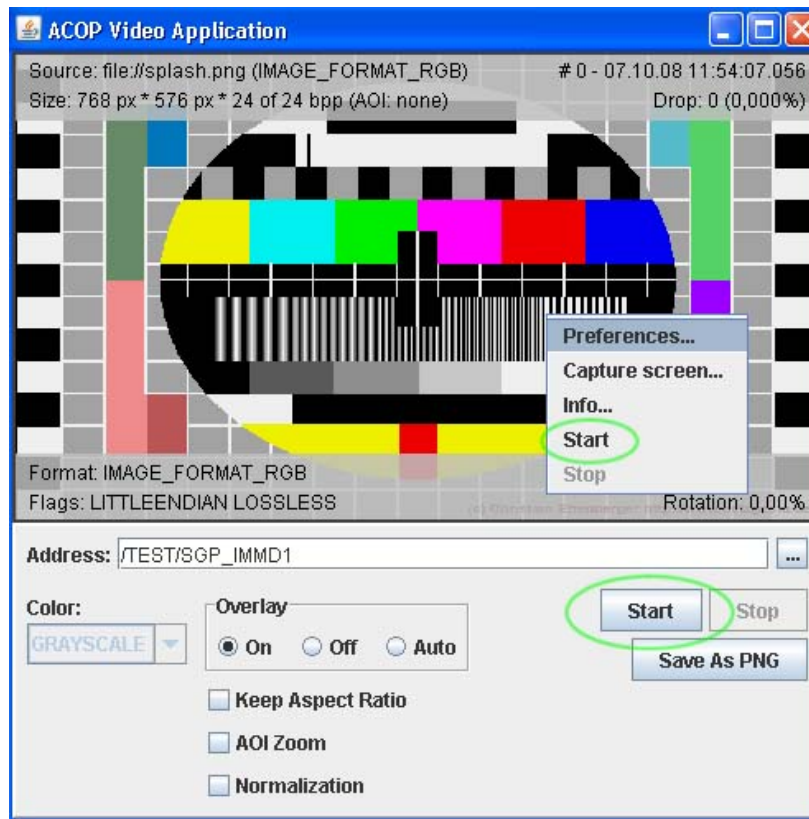 ACOP Video Application
Source: file://splash.png (IMAGE_FORMAT_RGB) # 0 - 07.10.08 11:54:07.056
Size: 768 px * 576 px * 24 of 24 bpp (AOI: none) Drop: 0 (0,000%)
Preferences...
Capture screen...
Info...
Start
Stop
Format: IMAGE_FORMAT_RGB
Flags: LITTLEENDIAN LOSSLESS Rotation: 0,00%
Address: /TEST/SGP_IMMD1 ...
Color:
GRAYSCALE
Overlay
On Off Auto
Start Stop
Save As PNG
Keep Aspect Ratio
AOI Zoom
Normalization